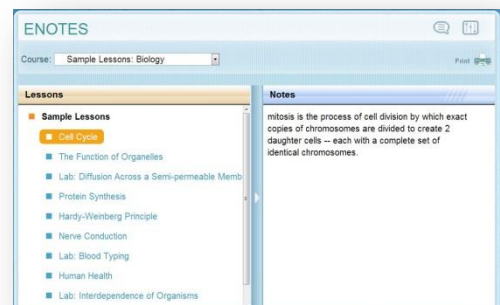 ENOTES
Course: Sample Lessons: Biology
Print
Lessons
Sample Lessons
Cell Cycle
The Function of Organelles
Lab: Diffusion Across a Semi-permeable Memb
Protein Synthesis
Hardy-Weinberg Principle
Nerve Conduction
Lab: Blood Typing
Human Health
Lab: Interdependence of Organisms
Notes
mitosis is the process of cell division by which exact
copies of chromosomes are divided to create 2
daughter cells -- each with a complete set of
identical chromosomes.